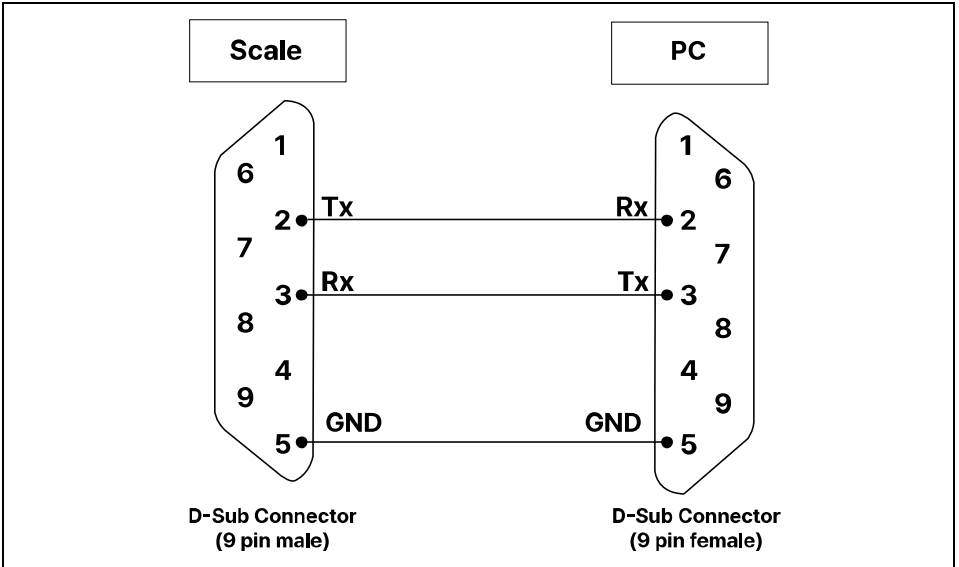 Scale
PC
1
6
2
Tx
7
3
Rx
8
4
9
5
GND
1
6
Rx
2
7
Tx
3
8
4
9
GND
5
D-Sub Connector
(9 pin male)
D-Sub Connector
(9 pin female)